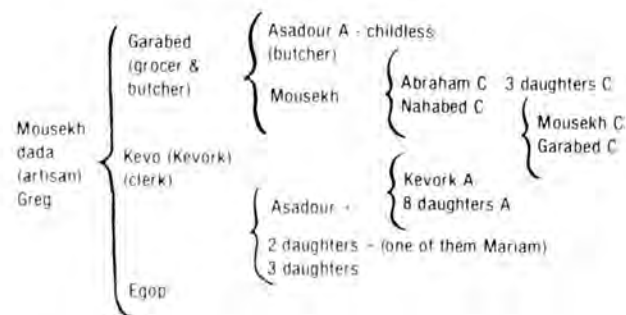 Mousekh
dada
(artisan)
Greg
Garabed
(grocer &
butcher)
Kevo (Kevork)
(clerk)
Egop
Asadour A - childless
(butcher)
Mousekh
Asadour -
2 daughters - (one of them Mariam)
3 daughters
Abraham C 3 daughters C
Nahabed C
Kevork A
8 daughters A
Mousekh C
Garabed C